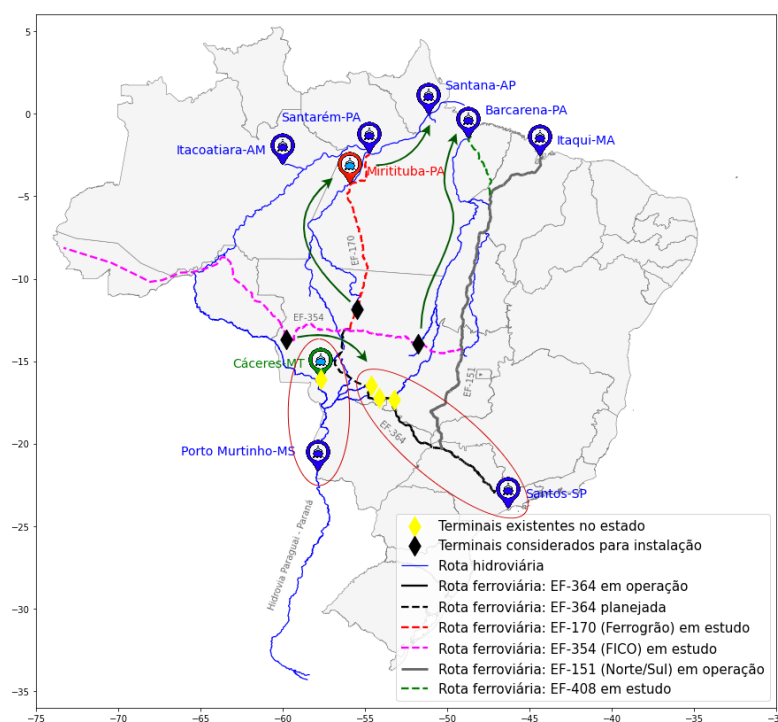 5
0
−5
−10
−15
−20
−25
−30
−35
−75
−70
−65
−60
−55
−50
−45
−40
−35
−30
Santana-AP
Barcarena-PA
Santarém-PA
Itacoatiara-AM
Itaqui-MA
Miritituba-PA
EF-170
EF-354
Cáceres-MT
EF-151
EF-364
Porto Murtinho-MS
Santos-SP
Hidrovia Paraguai - Paraná
Terminais existentes no estado
Terminais considerados para instalação
Rota hidroviária
Rota ferroviária: EF-364 em operação
Rota ferroviária: EF-364 planejada
Rota ferroviária: EF-170 (Ferrogrão) em estudo
Rota ferroviária: EF-354 (FICO) em estudo
Rota ferroviária: EF-151 (Norte/Sul) em operação
Rota ferroviária: EF-408 em estudo